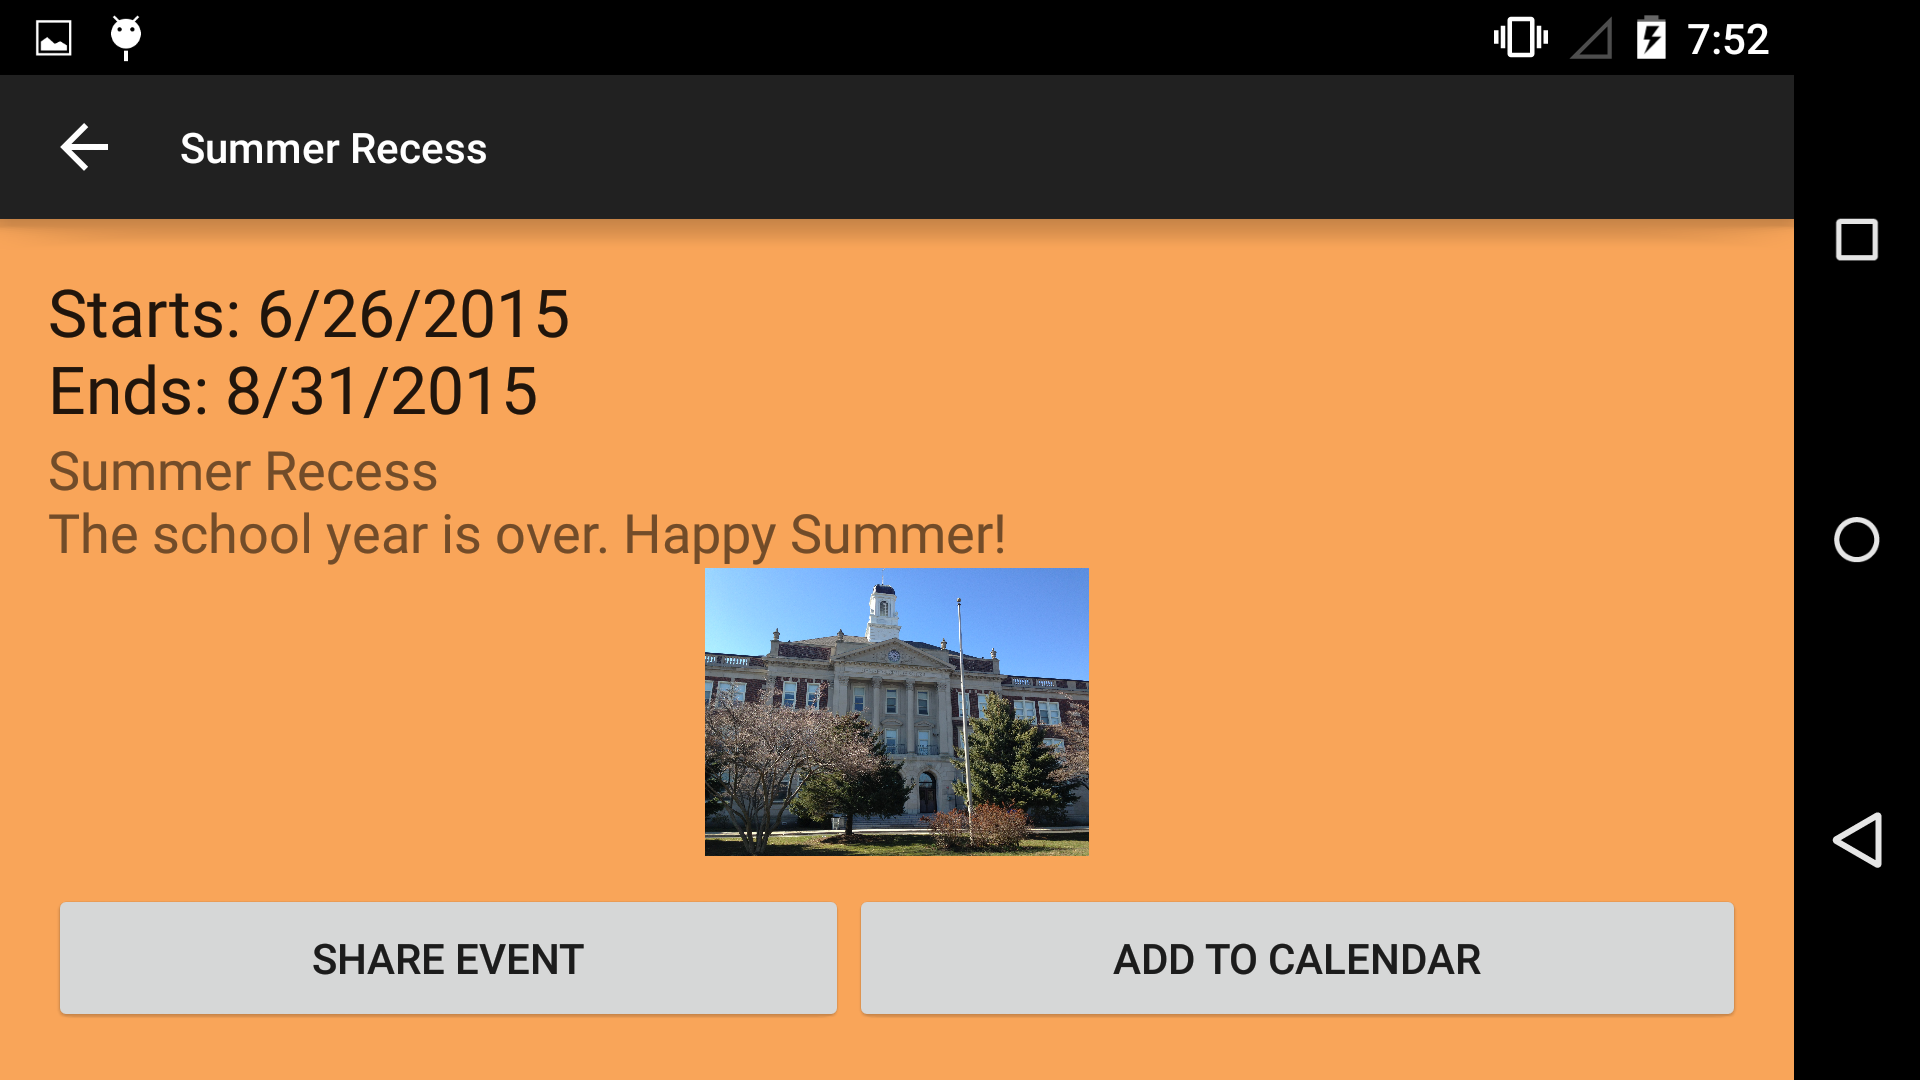 7:52
Summer Recess
Starts: 6/26/2015
Ends: 8/31/2015
Summer Recess
The school year is over. Happy Summer!
SHARE EVENT
ADD TO CALENDAR